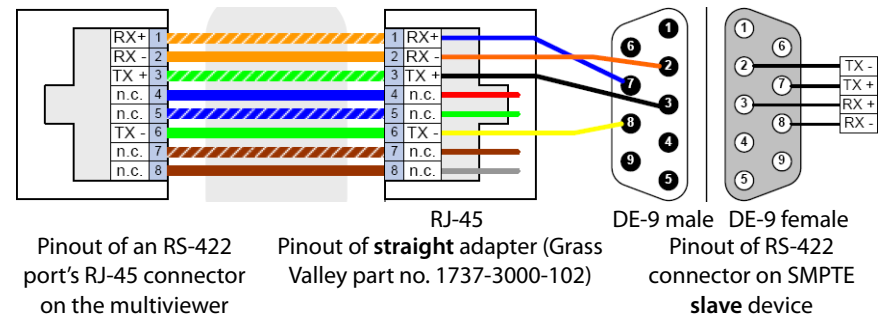 RX+ 1
RX - 2
TX + 3
n.c. 4
n.c. 5
TX - 6
n.c. 7
n.c. 8
1 RX+
2 RX -
3 TX +
4 n.c.
5 n.c.
6 TX -
7 n.c.
8 n.c.
1
6
2
7
3
8
4
9
5
1
6
2
7
3
8
4
9
5
TX -
TX +
RX +
RX -
RJ-45
DE-9 male
DE-9 female
Pinout of an RS-422
port's RJ-45 connector
on the multiviewer
Pinout of straight adapter (Grass
Valley part no. 1737-3000-102)
Pinout of RS-422
connector on SMPTE
slave device